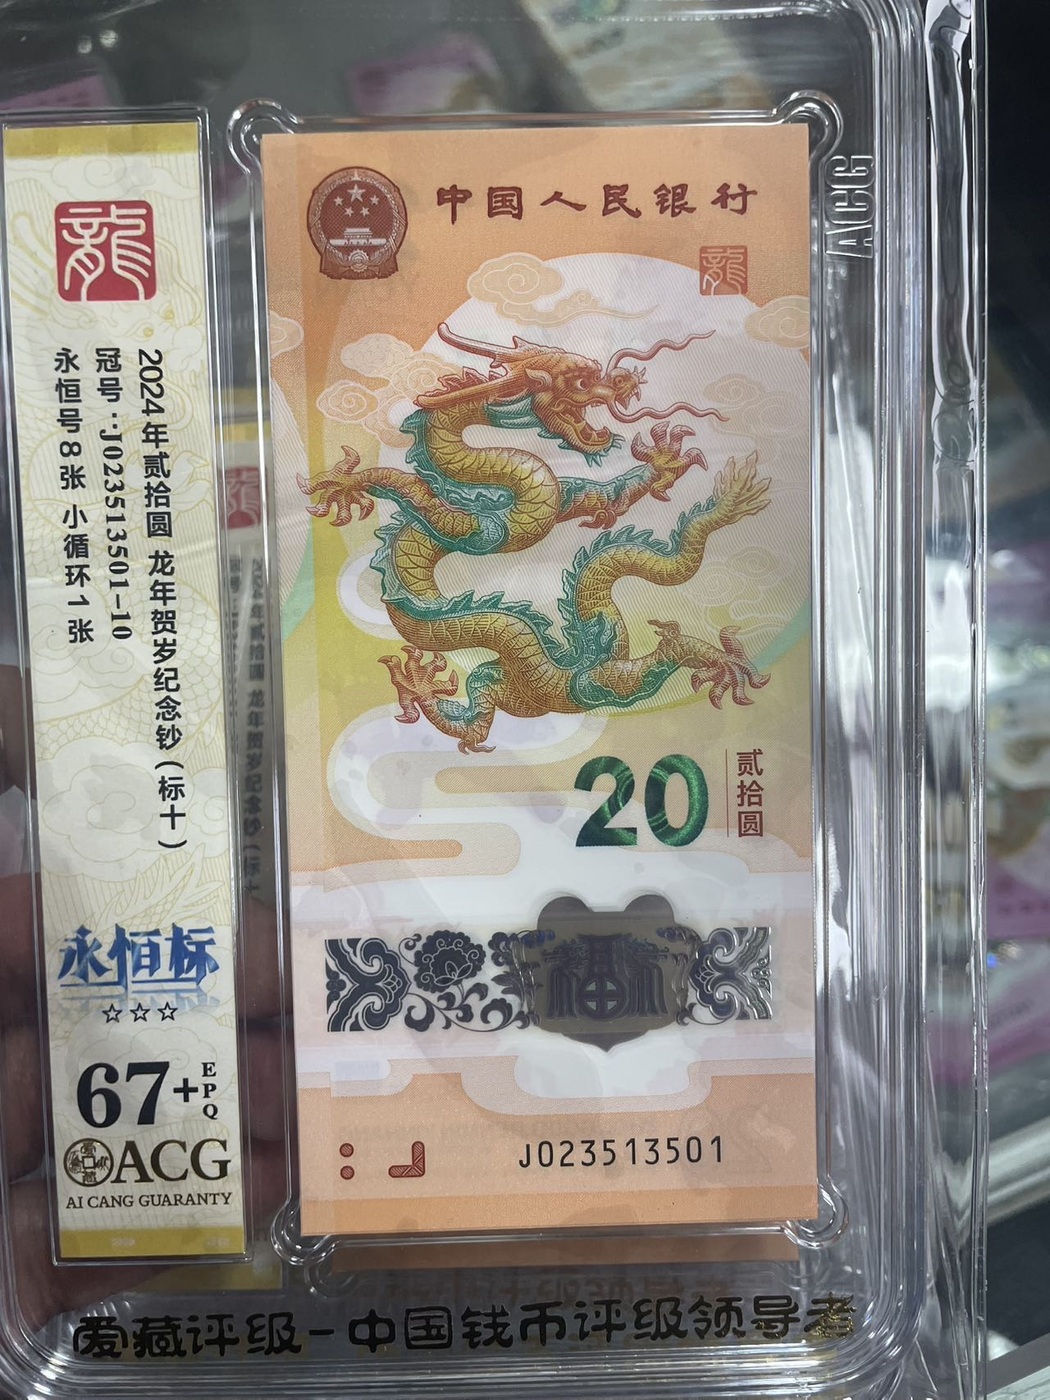 龍
2024年贰拾圆 龙年贺岁纪念钞(标十)
冠号:J023513501-10
永恒号8张 小循环1张
永恒标
☆☆☆
67+EPQ
ACG
AI CANG GUARANTY
中国人民银行
龍
20
贰拾圆
福
J023513501
ACG
爱藏评级-中国钱币评级领导者